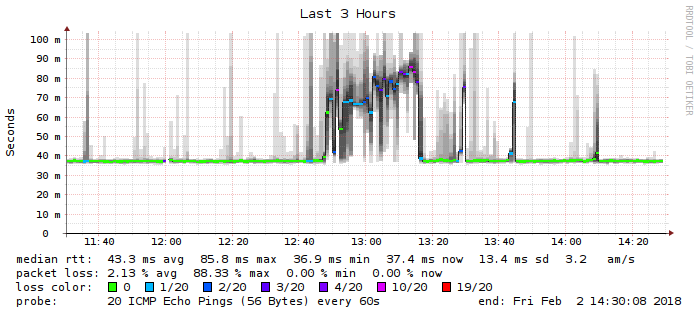 Last 3 Hours
RRDTOOL / TOBI OETIKER
Seconds
100 m
90 m
80 m
70 m
60 m
50 m
40 m
30 m
20 m
10 m
0
11:40 12:00 12:20 12:40 13:00 13:20 13:40 14:00 14:20
median rtt: 43.3 ms avg 85.8 ms max 36.9 ms min 37.4 ms now 13.4 ms sd 3.2 am/s
packet loss: 2.13 % avg 88.33 % max 0.00 % min 0.00 % now
loss color: 0 1/20 2/20 3/20 4/20 10/20 19/20
probe: 20 ICMP Echo Pings (56 Bytes) every 60s end: Fri Feb 2 14:30:08 2018